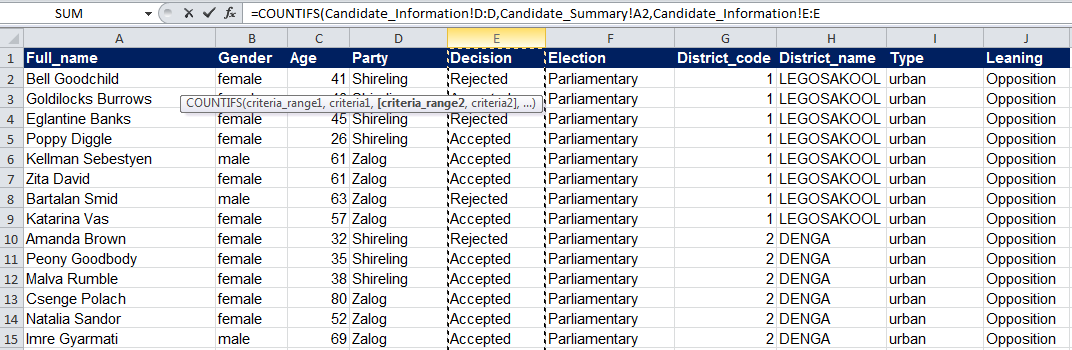 SUM =COUNTIFS(Candidate_Information!D:D,Candidate_Summary!A2,Candidate_Information!E:E
A B C D E F G H I J
1 Full_name Gender Age Party Decision Election District_code District_name Type Leaning
2 Bell Goodchild female 41 Shireling Rejected Parliamentary 1 LEGOSAKOOL urban Opposition
3 Goldilocks Burrows Parliamentary 1 LEGOSAKOOL urban Opposition
COUNTIFS(criteria_range1, criteria1, [criteria_range2, criteria2], ...)
4 Eglantine Banks female 45 Shireling Rejected Parliamentary 1 LEGOSAKOOL urban Opposition
5 Poppy Diggle female 26 Shireling Accepted Parliamentary 1 LEGOSAKOOL urban Opposition
6 Kellman Sebestyen male 61 Zalog Accepted Parliamentary 1 LEGOSAKOOL urban Opposition
7 Zita David female 61 Zalog Accepted Parliamentary 1 LEGOSAKOOL urban Opposition
8 Bartalan Smid male 63 Zalog Rejected Parliamentary 1 LEGOSAKOOL urban Opposition
9 Katarina Vas female 57 Zalog Accepted Parliamentary 1 LEGOSAKOOL urban Opposition
10 Amanda Brown female 32 Shireling Rejected Parliamentary 2 DENGA urban Opposition
11 Peony Goodbody female 35 Shireling Accepted Parliamentary 2 DENGA urban Opposition
12 Malva Rumble female 38 Shireling Accepted Parliamentary 2 DENGA urban Opposition
13 Csenge Polach female 80 Zalog Accepted Parliamentary 2 DENGA urban Opposition
14 Natalia Sandor female 52 Zalog Accepted Parliamentary 2 DENGA urban Opposition
15 Imre Gyarmati male 69 Zalog Accepted Parliamentary 2 DENGA urban Opposition